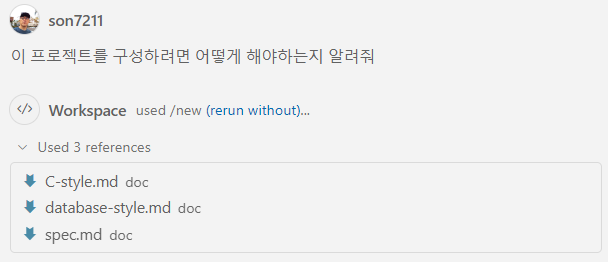 son7211
이 프로젝트를 구성하려면 어떻게 해야하는지 알려줘
Workspace used /new (rerun without)...
Used 3 references
C-style.md doc
database-style.md doc
spec.md doc